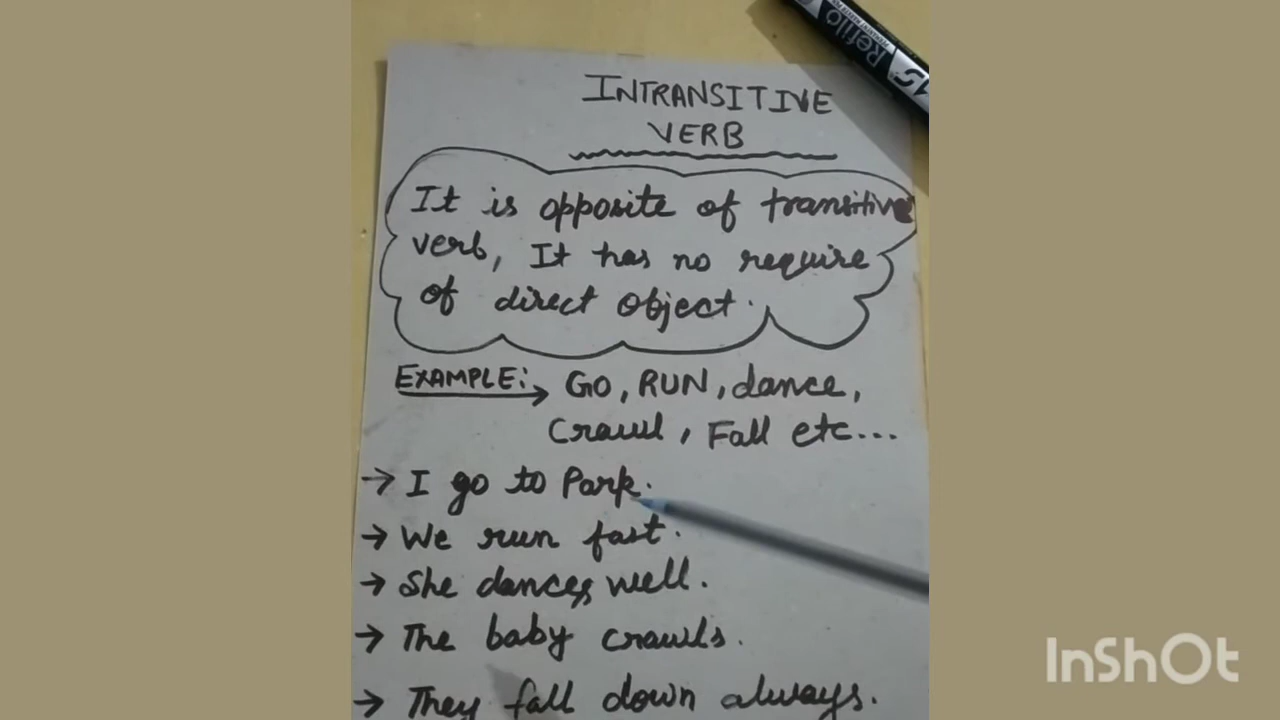 Refilo
15
INTRANSITIVE
VERB
It is opposite of transitive
verb, It has no require
of direct object.
EXAMPLE: → GO, RUN, dance,
Crawl, Fall etc...
→ I go to Park.
→ We run fast.
→ She dances well.
→ The baby crawls.
→ They fall down always.
InShOt